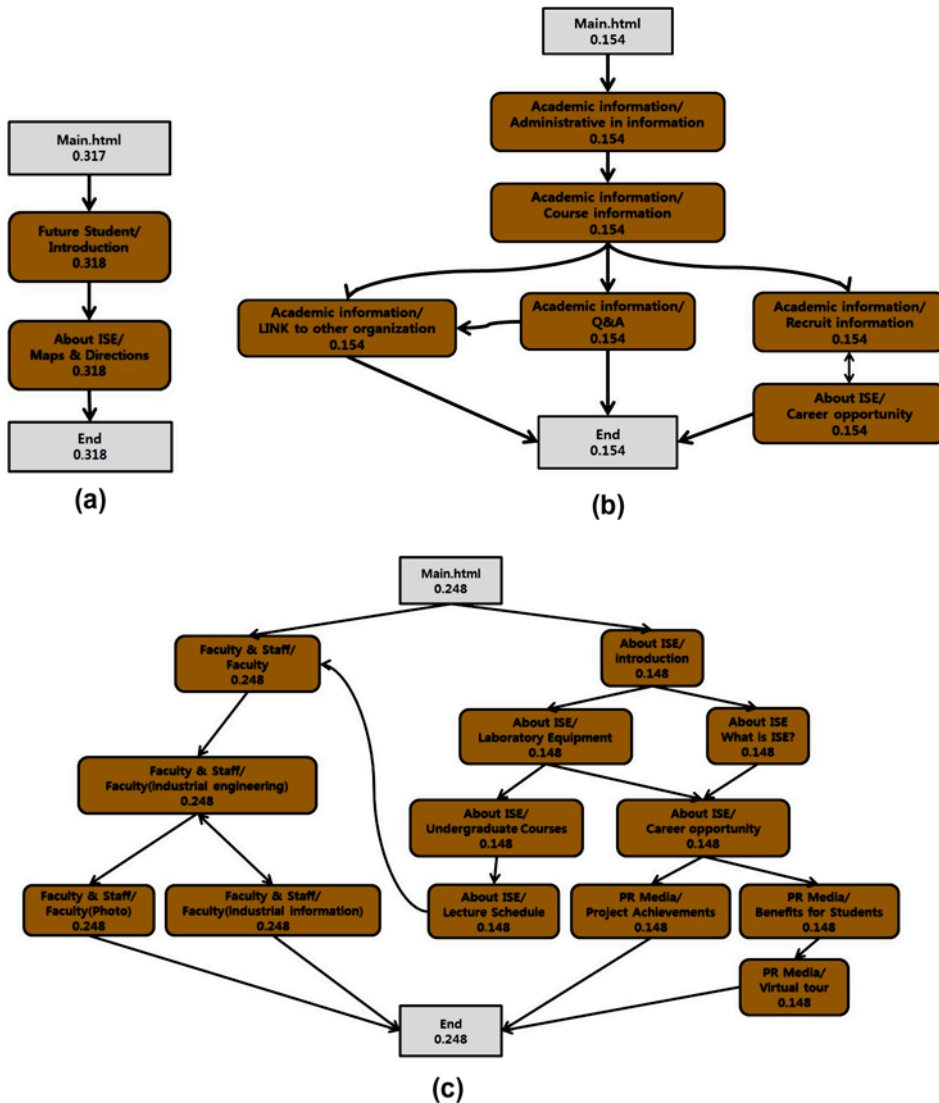 Main.html
0.317
Future Student/
Introduction
0.318
About ISE/
Maps & Directions
0.318
End
0.318
(a)
Main.html
0.154
Academic information/
Administrative in information
0.154
Academic information/
Course information
0.154
Academic information/
LINK to other organization
0.154
Academic information/
Q&A
0.154
Academic information/
Recruit information
0.154
About ISE/
Career opportunity
0.154
End
0.154
(b)
Main.html
0.248
Faculty & Staff/
Faculty
0.248
About ISE/
introduction
0.148
About ISE/
Laboratory Equipment
0.148
About ISE
What is ISE?
0.148
Faculty & Staff/
Faculty(industrial engineering)
0.248
About ISE/
Undergraduate Courses
0.148
About ISE/
Career opportunity
0.148
Faculty & Staff/
Faculty(Photo)
0.248
Faculty & Staff/
Faculty(industrial information)
0.248
About ISE/
Lecture Schedule
0.148
PR Media/
Project Achievements
0.148
PR Media/
Benefits for Students
0.148
PR Media/
Virtual tour
0.148
End
0.248
(c)